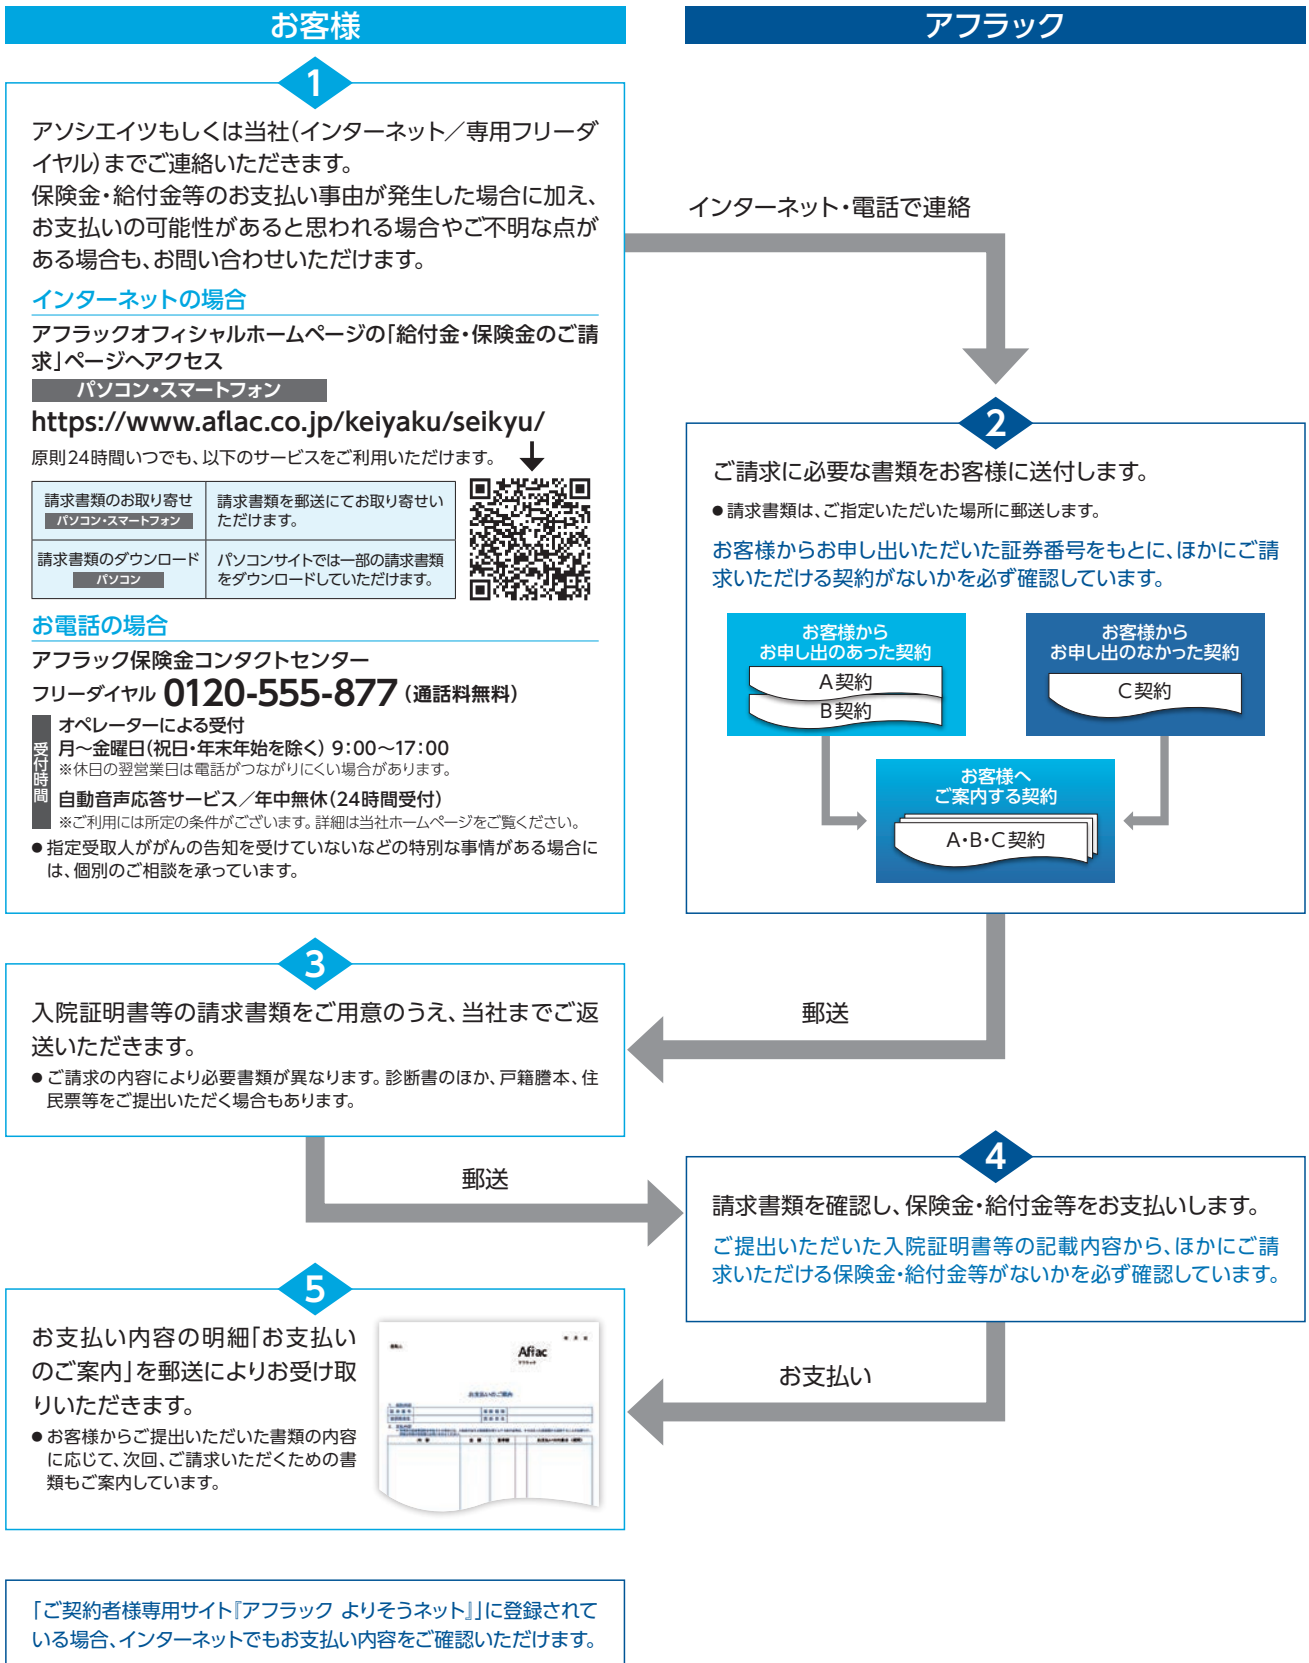 お客様
アフラック
1
アソシエイツもしくは当社(インターネット／専用フリーダ
イヤル)までご連絡いただきます。
保険金・給付金等のお支払い事由が発生した場合に加え、
お支払いの可能性があると思われる場合やご不明な点が
ある場合も、お問い合わせいただけます。
インターネットの場合
アフラックオフィシャルホームページの「給付金・保険金のご請
求」ページへアクセス
パソコン・スマートフォン
https://www.aflac.co.jp/keiyaku/seikyu/
原則24時間いつでも、以下のサービスをご利用いただけます。
請求書類のお取り寄せ
パソコン・スマートフォン
請求書類を郵送にてお取り寄せい
ただけます。
請求書類のダウンロード
パソコン
パソコンサイトでは一部の請求書類
をダウンロードしていただけます。
お電話の場合
アフラック保険金コンタクトセンター
フリーダイヤル 0120-555-877(通話料無料)
受付時間
オペレーターによる受付
月～金曜日(祝日・年末年始を除く) 9:00～17:00
※休日の翌営業日は電話がつながりにくい場合があります。
自動音声応答サービス／年中無休(24時間受付)
※ご利用には所定の条件がございます。詳細は当社ホームページをご覧ください。
●指定受取人ががんの告知を受けていないなどの特別な事情がある場合に
は、個別のご相談を承っています。
インターネット・電話で連絡
2
ご請求に必要な書類をお客様に送付します。
●請求書類は、ご指定いただいた場所に郵送します。
お客様からお申し出いただいた証券番号をもとに、ほかにご請
求いただける契約がないかを必ず確認しています。
お客様から
お申し出のあった契約
A契約
B契約
お客様から
お申し出のなかった契約
C契約
お客様へ
ご案内する契約
A・B・C契約
郵送
3
入院証明書等の請求書類をご用意のうえ、当社までご返
送いただきます。
●ご請求の内容により必要書類が異なります。診断書のほか、戸籍謄本、住
民票等をご提出いただく場合もあります。
郵送
4
請求書類を確認し、保険金・給付金等をお支払いします。
ご提出いただいた入院証明書等の記載内容から、ほかにご請
求いただける保険金・給付金等がないかを必ず確認しています。
お支払い
5
お支払い内容の明細「お支払い
のご案内」を郵送によりお受け取
りいただきます。
●お客様からご提出いただいた書類の内容
に応じて、次回、ご請求いただくための書
類もご案内しています。
Aflac
アフラック
お支払いのご案内
「ご契約者様専用サイト『アフラック よりそうネット』」に登録されて
いる場合、インターネットでもお支払い内容をご確認いただけます。